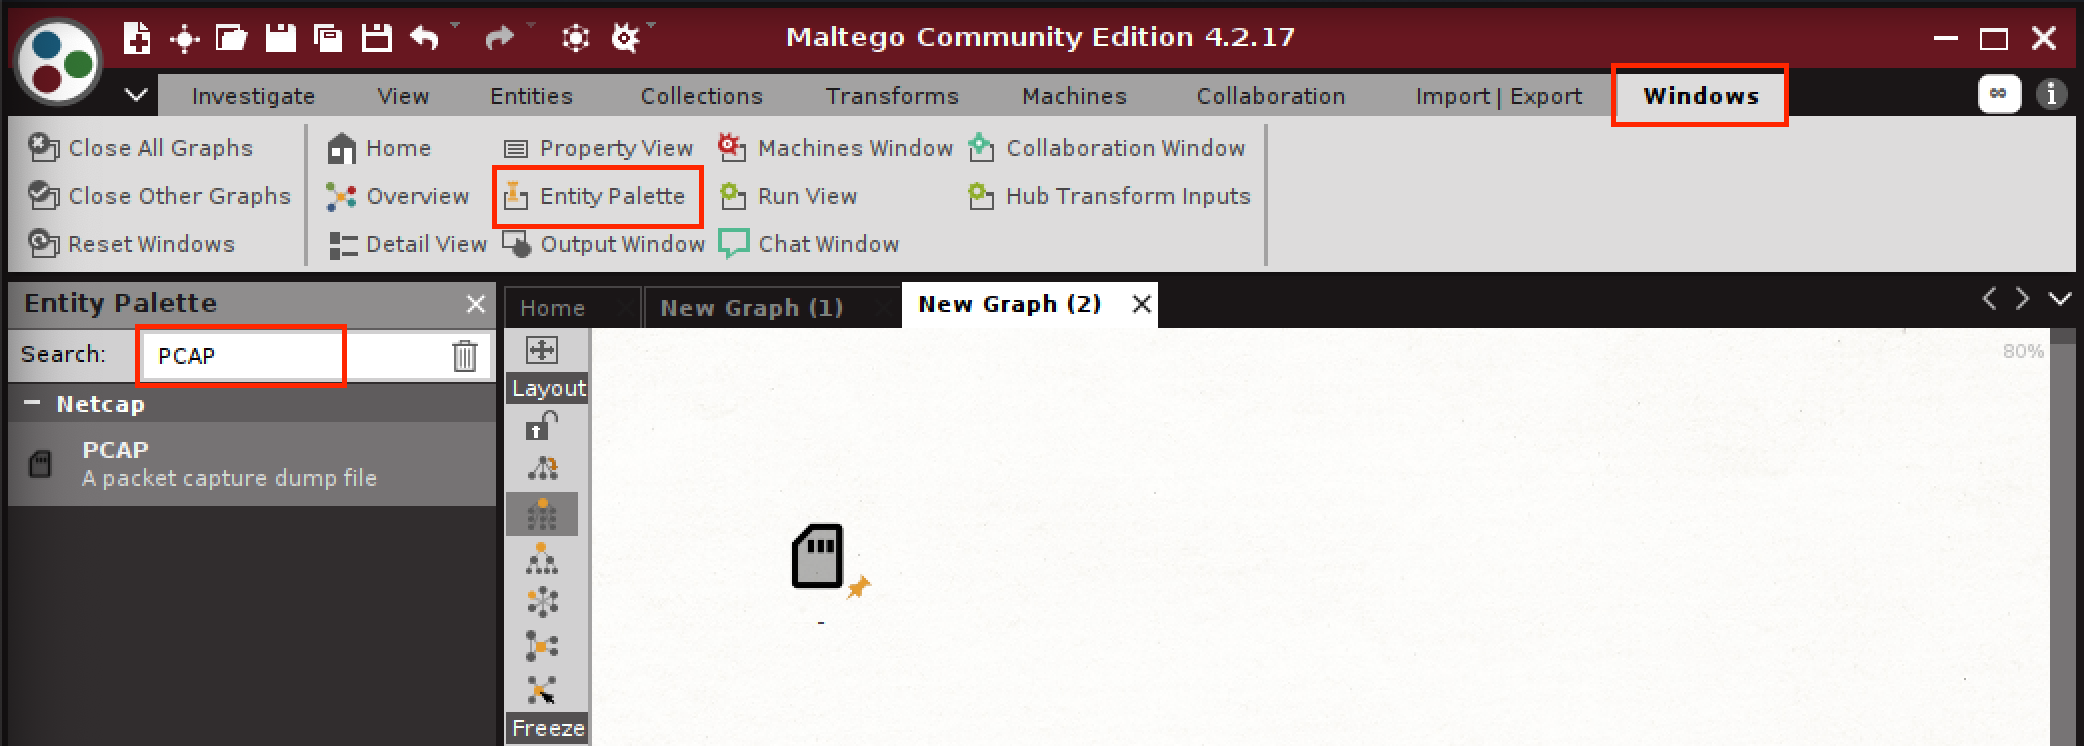 Maltego Community Edition 4.2.17
Investigate View Entities Collections Transforms Machines Collaboration Import | Export Windows
Close All Graphs Home Property View Machines Window Collaboration Window
Close Other Graphs Overview Entity Palette Run View Hub Transform Inputs
Reset Windows Detail View Output Window Chat Window
Entity Palette
Home New Graph (1) New Graph (2)
Search: PCAP
80%
Layout
Netcap
PCAP
A packet capture dump file
-
Freeze